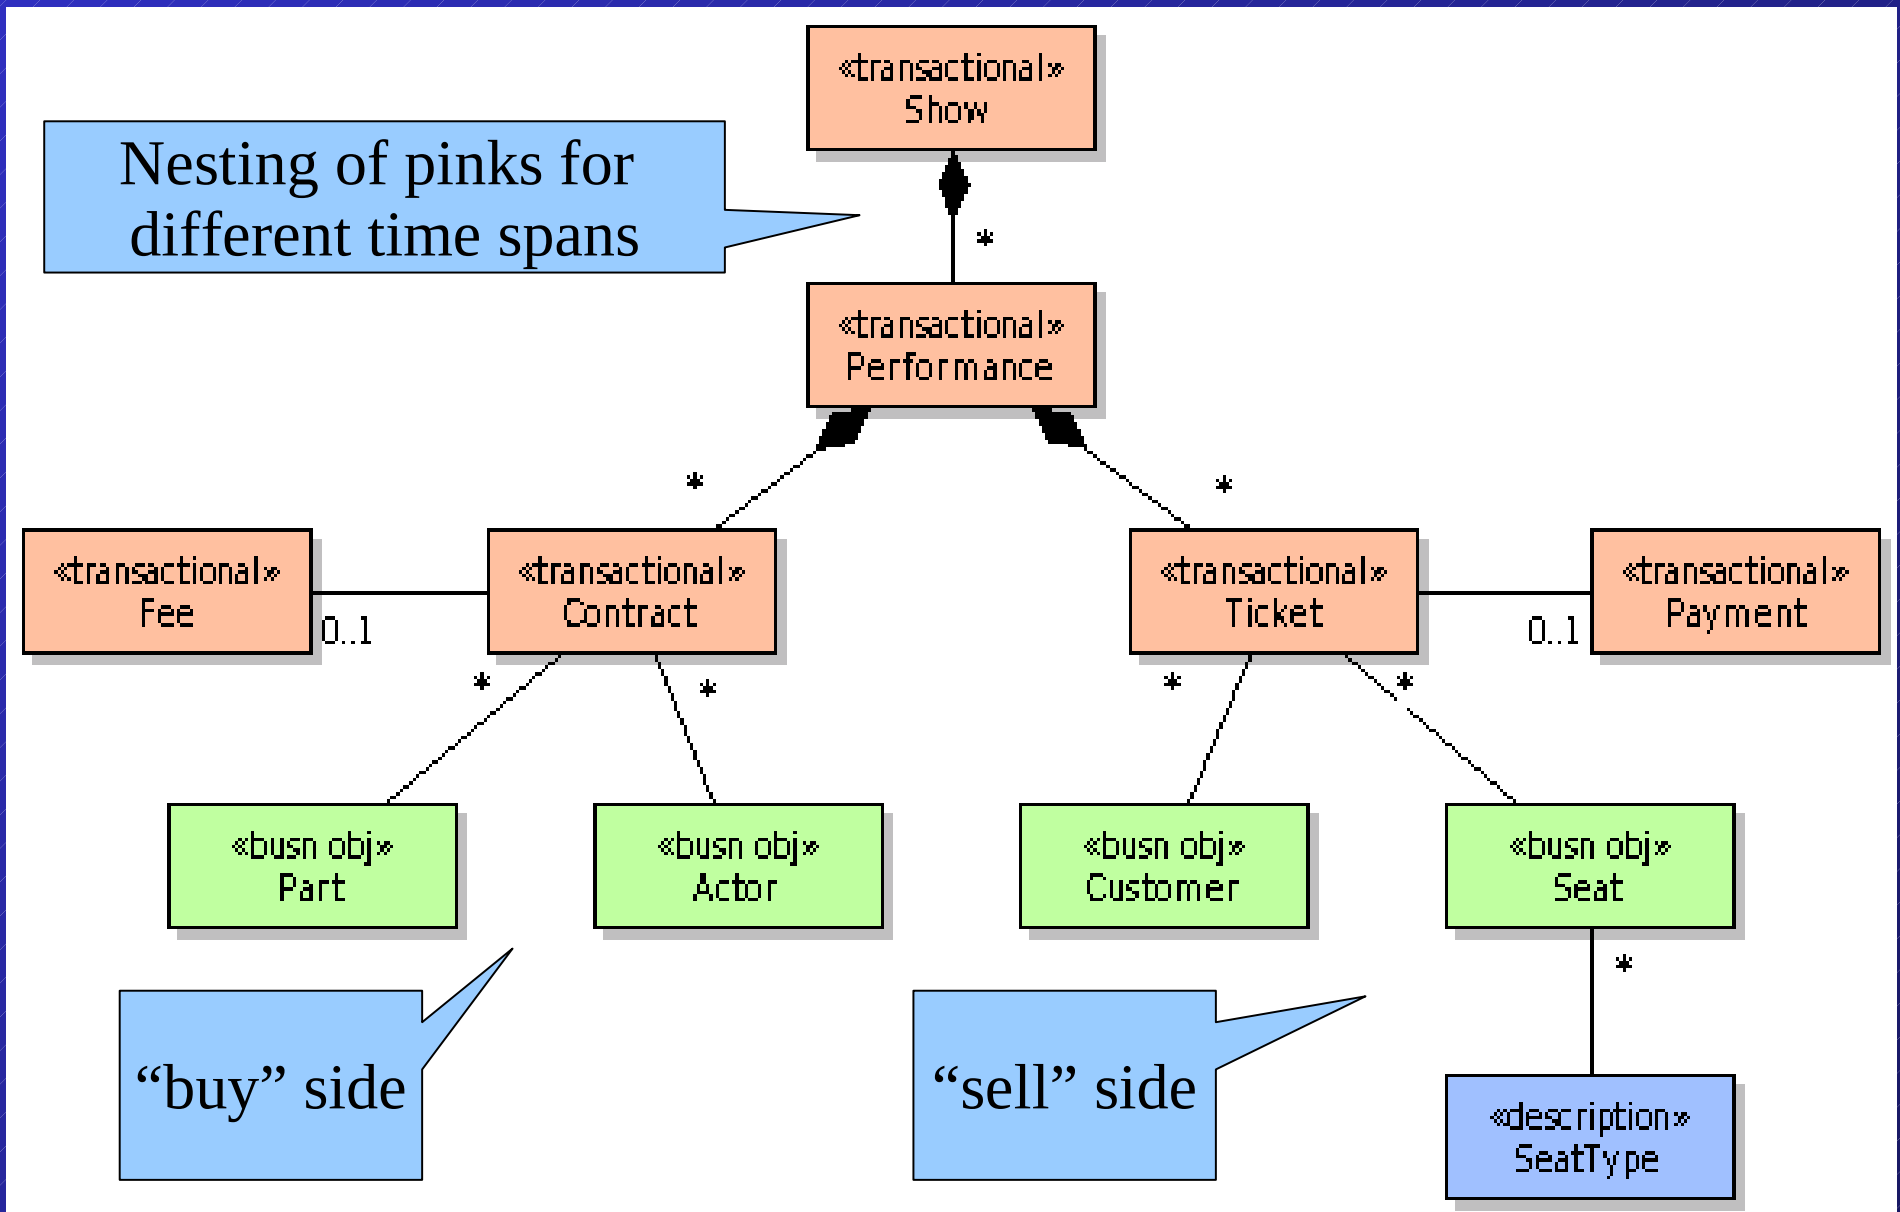 «transactional»
Show
Nesting of pinks for
different time spans
*
«transactional»
Performance
*
*
«transactional»
Fee
0..1
«transactional»
Contract
«transactional»
Ticket
0..1
«transactional»
Payment
*
*
*
*
«busn obj»
Part
«busn obj»
Actor
«busn obj»
Customer
«busn obj»
Seat
*
“buy” side
“sell” side
«description»
SeatType